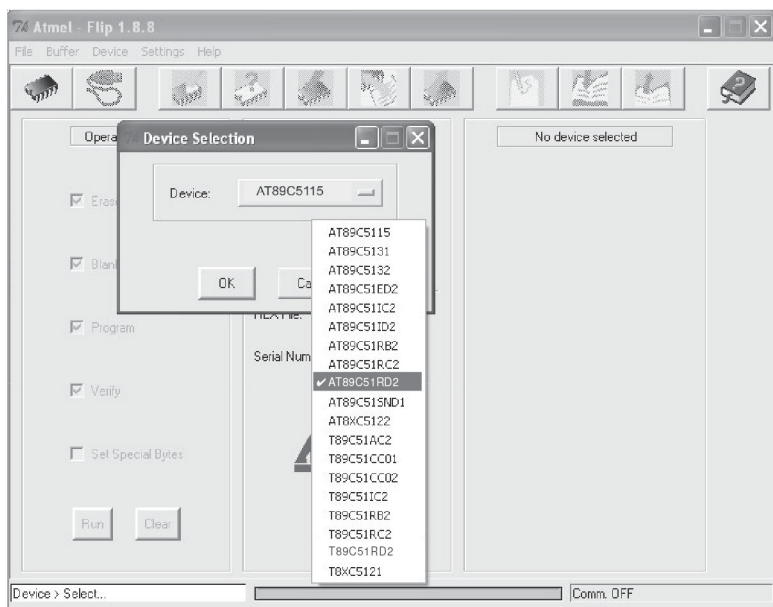 Atmel - Flip 1.8.8
File Buffer Device Settings Help
Device Selection
No device selected
Device:
AT89C5115
OK
AT89C5115
AT89C5131
AT89C5132
AT89C51ED2
AT89C51IC2
AT89C51ID2
AT89C51RB2
AT89C51RC2
AT89C51RD2
AT89C51SND1
AT8XC5122
T89C51AC2
T89C51CC01
T89C51CC02
T89C51IC2
T89C51RB2
T89C51RC2
T89C51RD2
T8XC5121
Program
Serial Num
Verify
Set Special Bytes
Run
Clear
Device > Select...
Comm. OFF